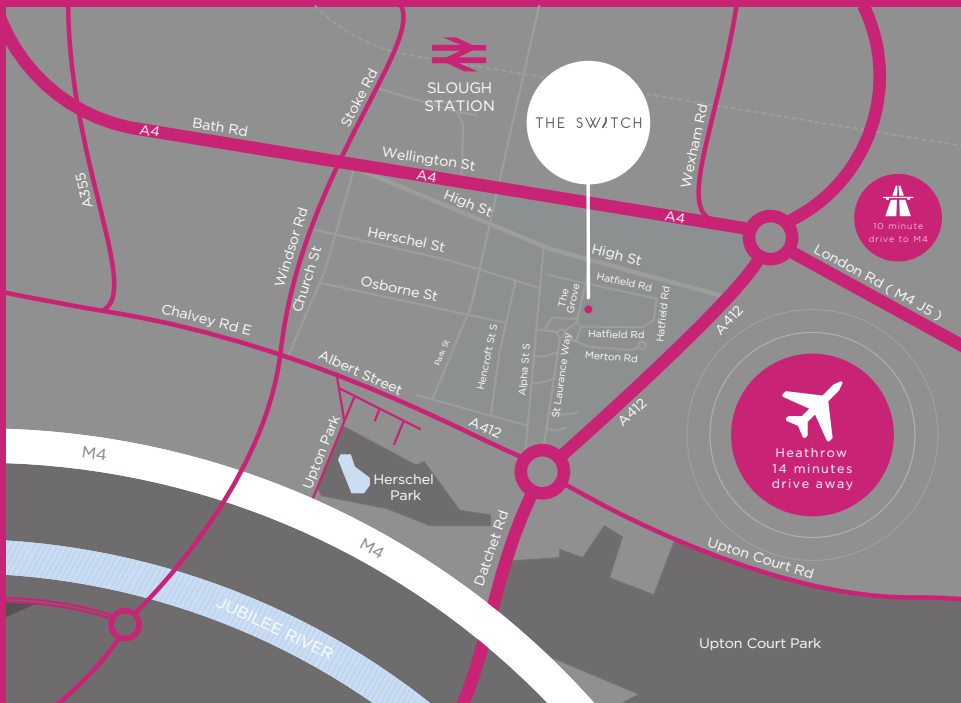 SLOUGH
STATION
Stoke Rd
THE SWITCH
Bath Rd
A4
Wellington St
A4
Wexham Rd
A355
High St
A4
10 minute
drive to M4
Windsor Rd
Church St
Herschel St
High St
London Rd ( M4 J5 )
Osborne St
The
Grove
Hatfield Rd
Hatfield Rd
Chalvey Rd E
A412
Park St
Hencroft St S
Alpha St S
St Laurance Way
Hatfield Rd
Merton Rd
Albert Street
A412
A412
Upton Park
Heathrow
14 minutes
drive away
M4
Herschel
Park
M4
Datchet Rd
Upton Court Rd
JUBILEE RIVER
Upton Court Park